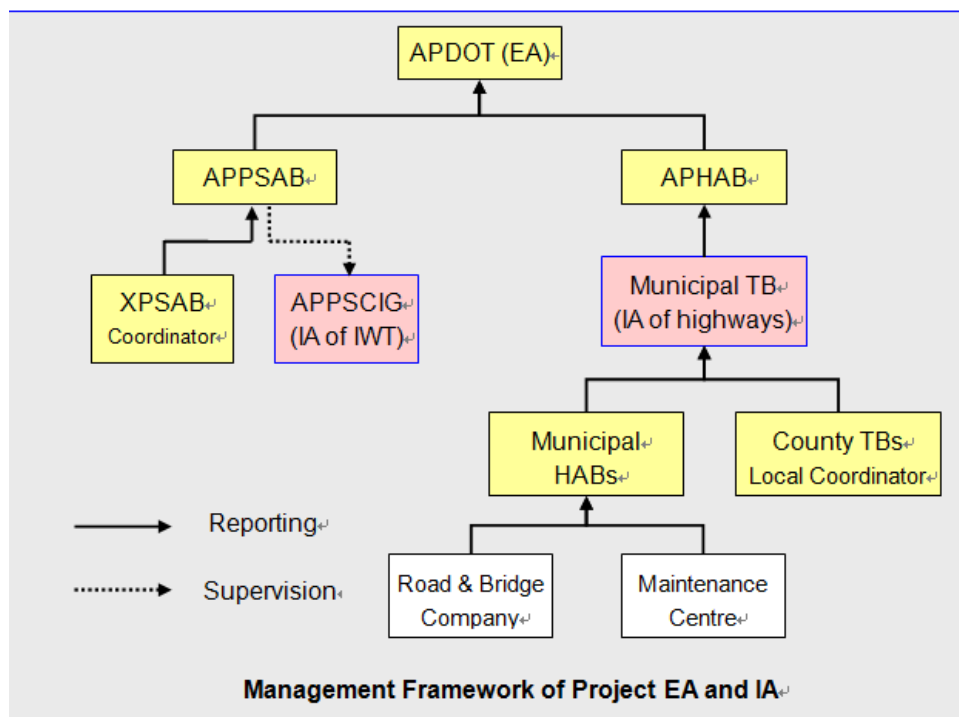 APDOT (EA)
APPSAB
APHAB
XPSAB
Coordinator
APPSCIG
(IA of IWT)
Municipal TB
(IA of highways)
Municipal
HABs
County TBs
Local Coordinator
Reporting
Supervision
Road & Bridge
Company
Maintenance
Centre
Management Framework of Project EA and IA